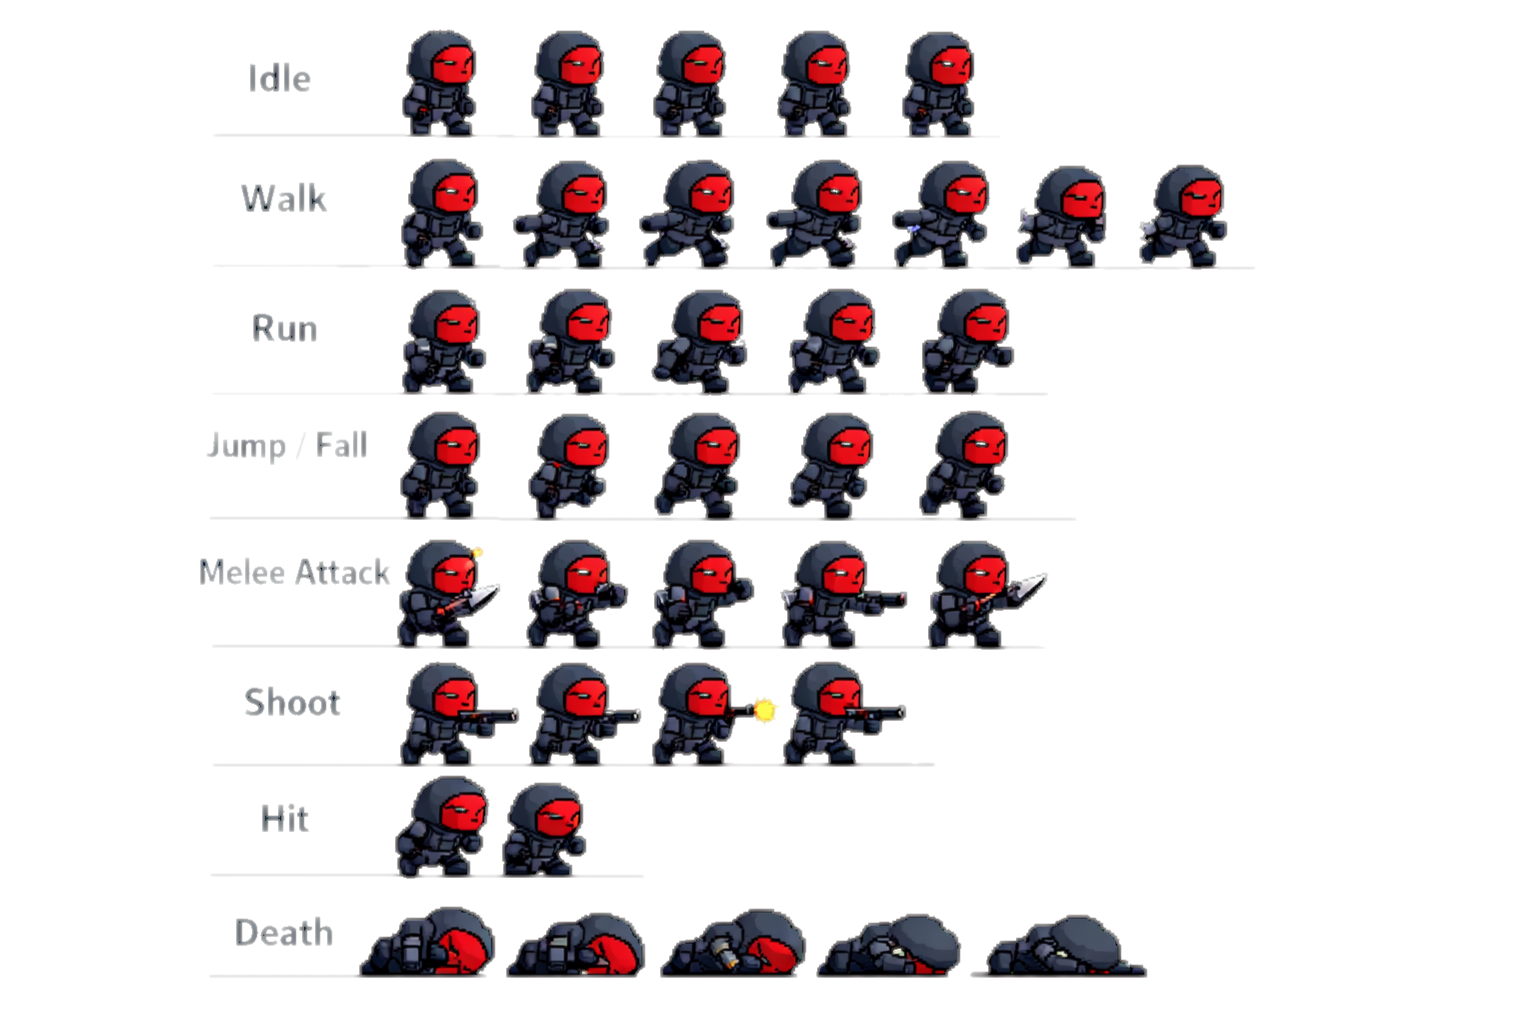 Idle
Walk
Run
Jump / Fall
Melee Attack
Shoot
Hit
Death